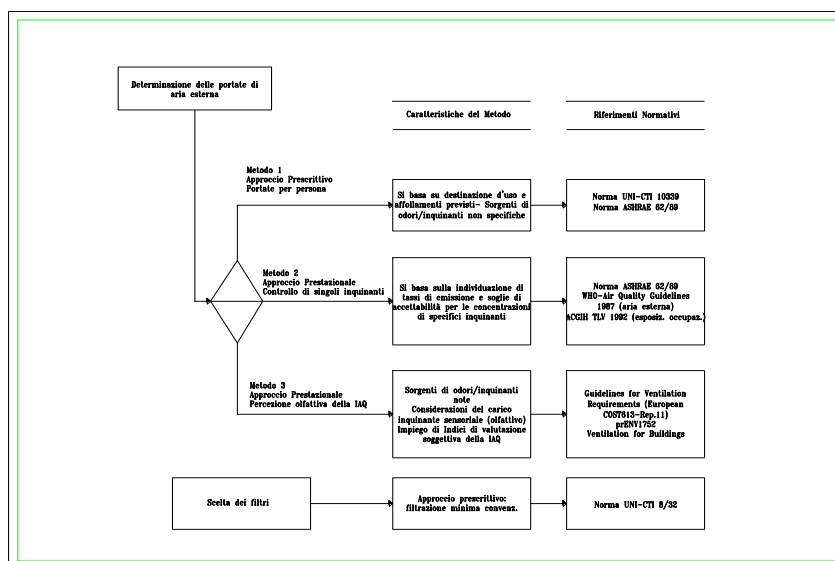 Determinazione delle portate di
aria esterna
Caratteristiche del Metodo
Riferimenti Normativi
Metodo 1
Approccio Prescrittivo
Portate per persona
Si basa su destinazione d'uso e
affollamenti previsti- Sorgenti di
odori/inquinanti non specifiche
Norma UNI-CTI 10339
Norma ASHRAE 62/89
Metodo 2
Approccio Prestazionale
Controllo di singoli inquinanti
Si basa sulla individuazione di
tassi di emissione e soglie di
accettabilità per le concentrazioni
di specifici inquinanti
Norma ASHRAE 62/89
WHO-Air Quality Guidelines
1987 (aria esterna)
ACGIH TLV 1992 (esposiz. occupaz.)
Metodo 3
Approccio Prestazionale
Percezione olfattiva della IAQ
Sorgenti di odori/inquinanti
note
Considerazioni del carico
inquinante sensoriale (olfattivo)
Impiego di Indici di valutazione
soggettiva della IAQ
Guidelines for Ventilation
Requirements (European
COST613-Rep.11)
prENV1752
Ventilation for Buildings
Scelta dei filtri
Approccio prescrittivo:
filtrazione minima convenz.
Norma UNI-CTI 8/32